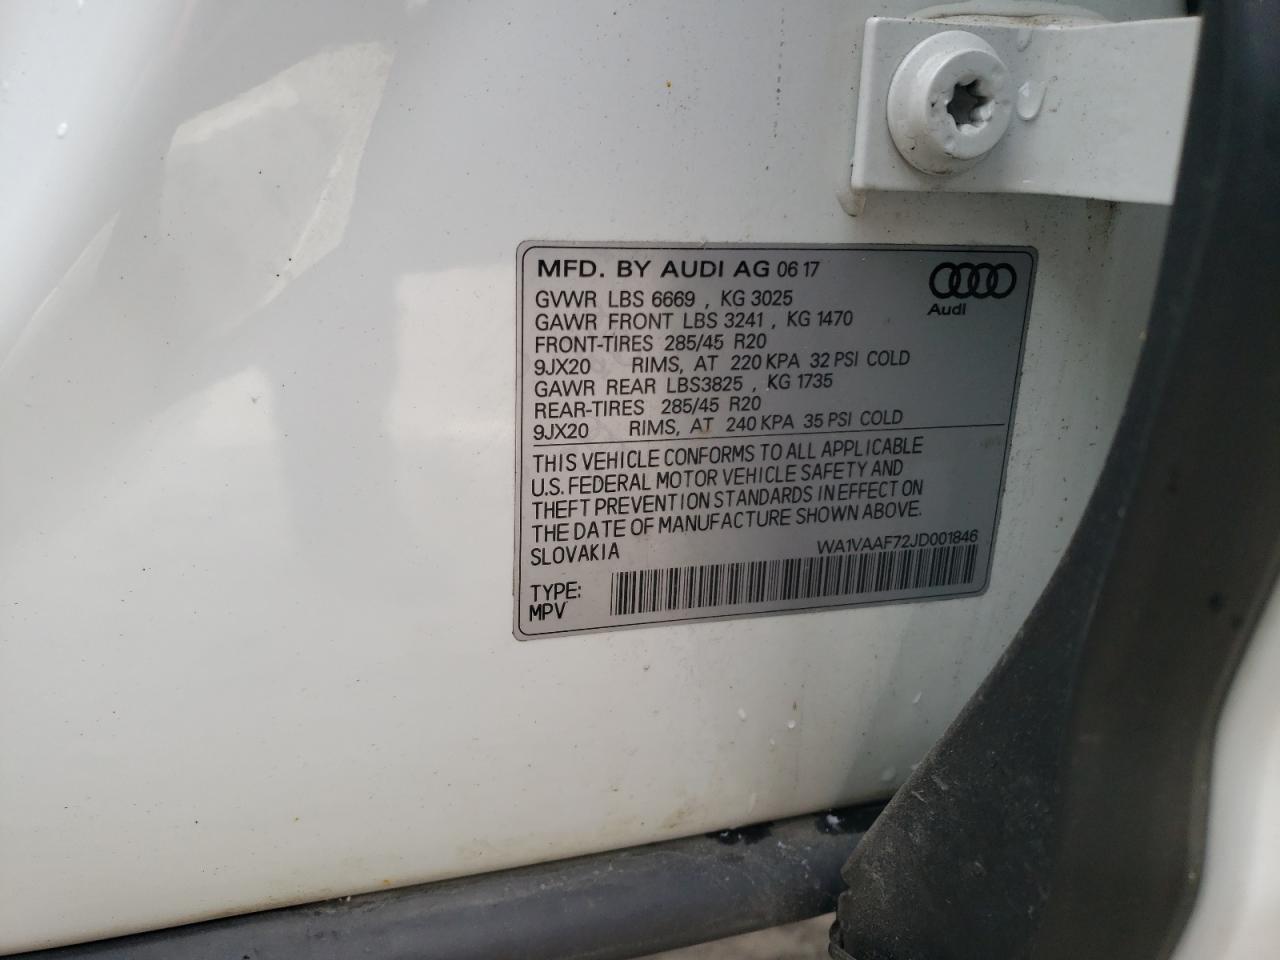 MFD. BY AUDI AG 06 17
Audi
GVWR LBS 6669 , KG 3025
GAWR FRONT LBS 3241 , KG 1470
FRONT-TIRES 285/45 R20
9JX20 RIMS, AT 220 KPA 32 PSI COLD
GAWR REAR LBS3825 , KG 1735
REAR-TIRES 285/45 R20
9JX20 RIMS, AT 240 KPA 35 PSI COLD
THIS VEHICLE CONFORMS TO ALL APPLICABLE
U.S. FEDERAL MOTOR VEHICLE SAFETY AND
THEFT PREVENTION STANDARDS IN EFFECT ON
THE DATE OF MANUFACTURE SHOWN ABOVE.
SLOVAKIA WA1VAAF72JD001846
TYPE:
MPV